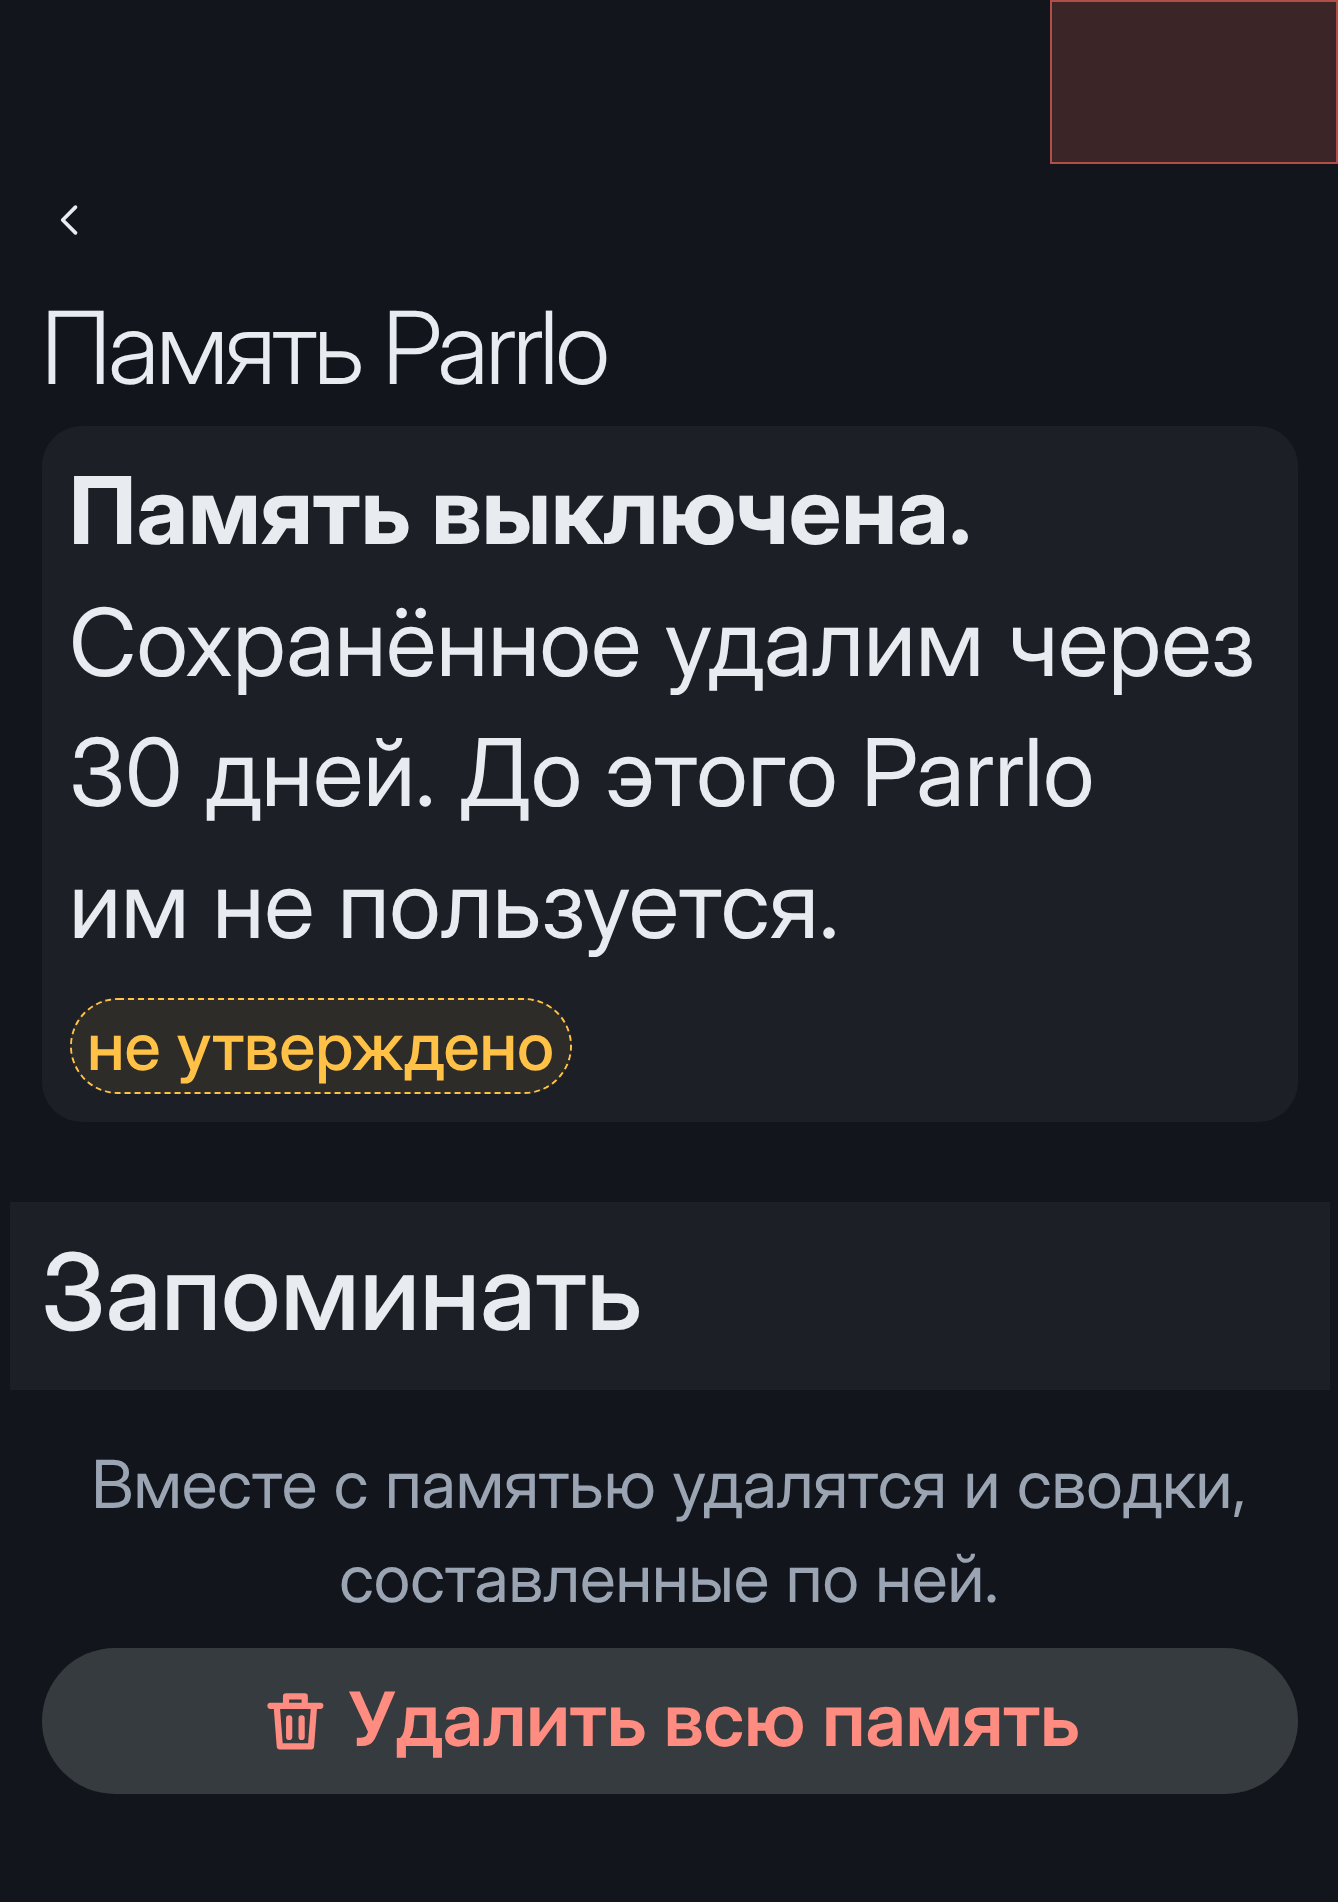 Память Parrlo
Память выключена.
Сохранённое удалим через
30 дней. До этого Parrlo
им не пользуется.
не утверждено
Запоминать
Вместе с памятью удалятся и сводки,
составленные по ней.
Удалить всю память